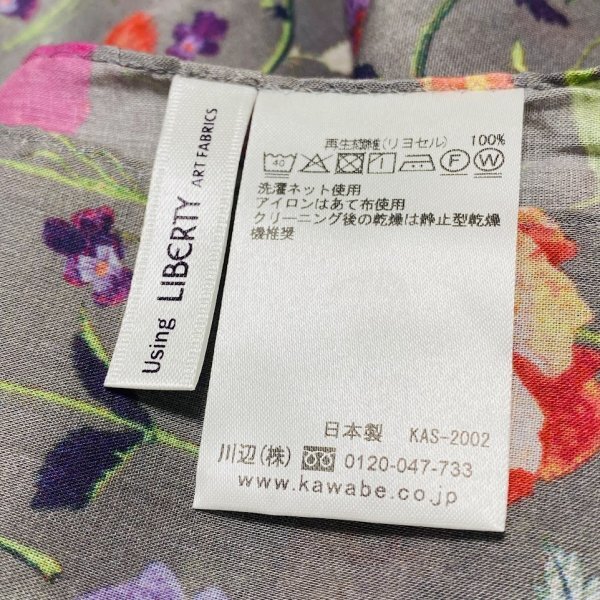 Using LIBERTY ART FABRICS
再生繊維(リヨセル) 100%
40 F W
洗濯ネット使用
アイロンはあて布使用
クリーニング後の乾燥は静止型乾燥
機推奨
日本製 KAS-2002
川辺(株) 0120-047-733
www.kawabe.co.jp